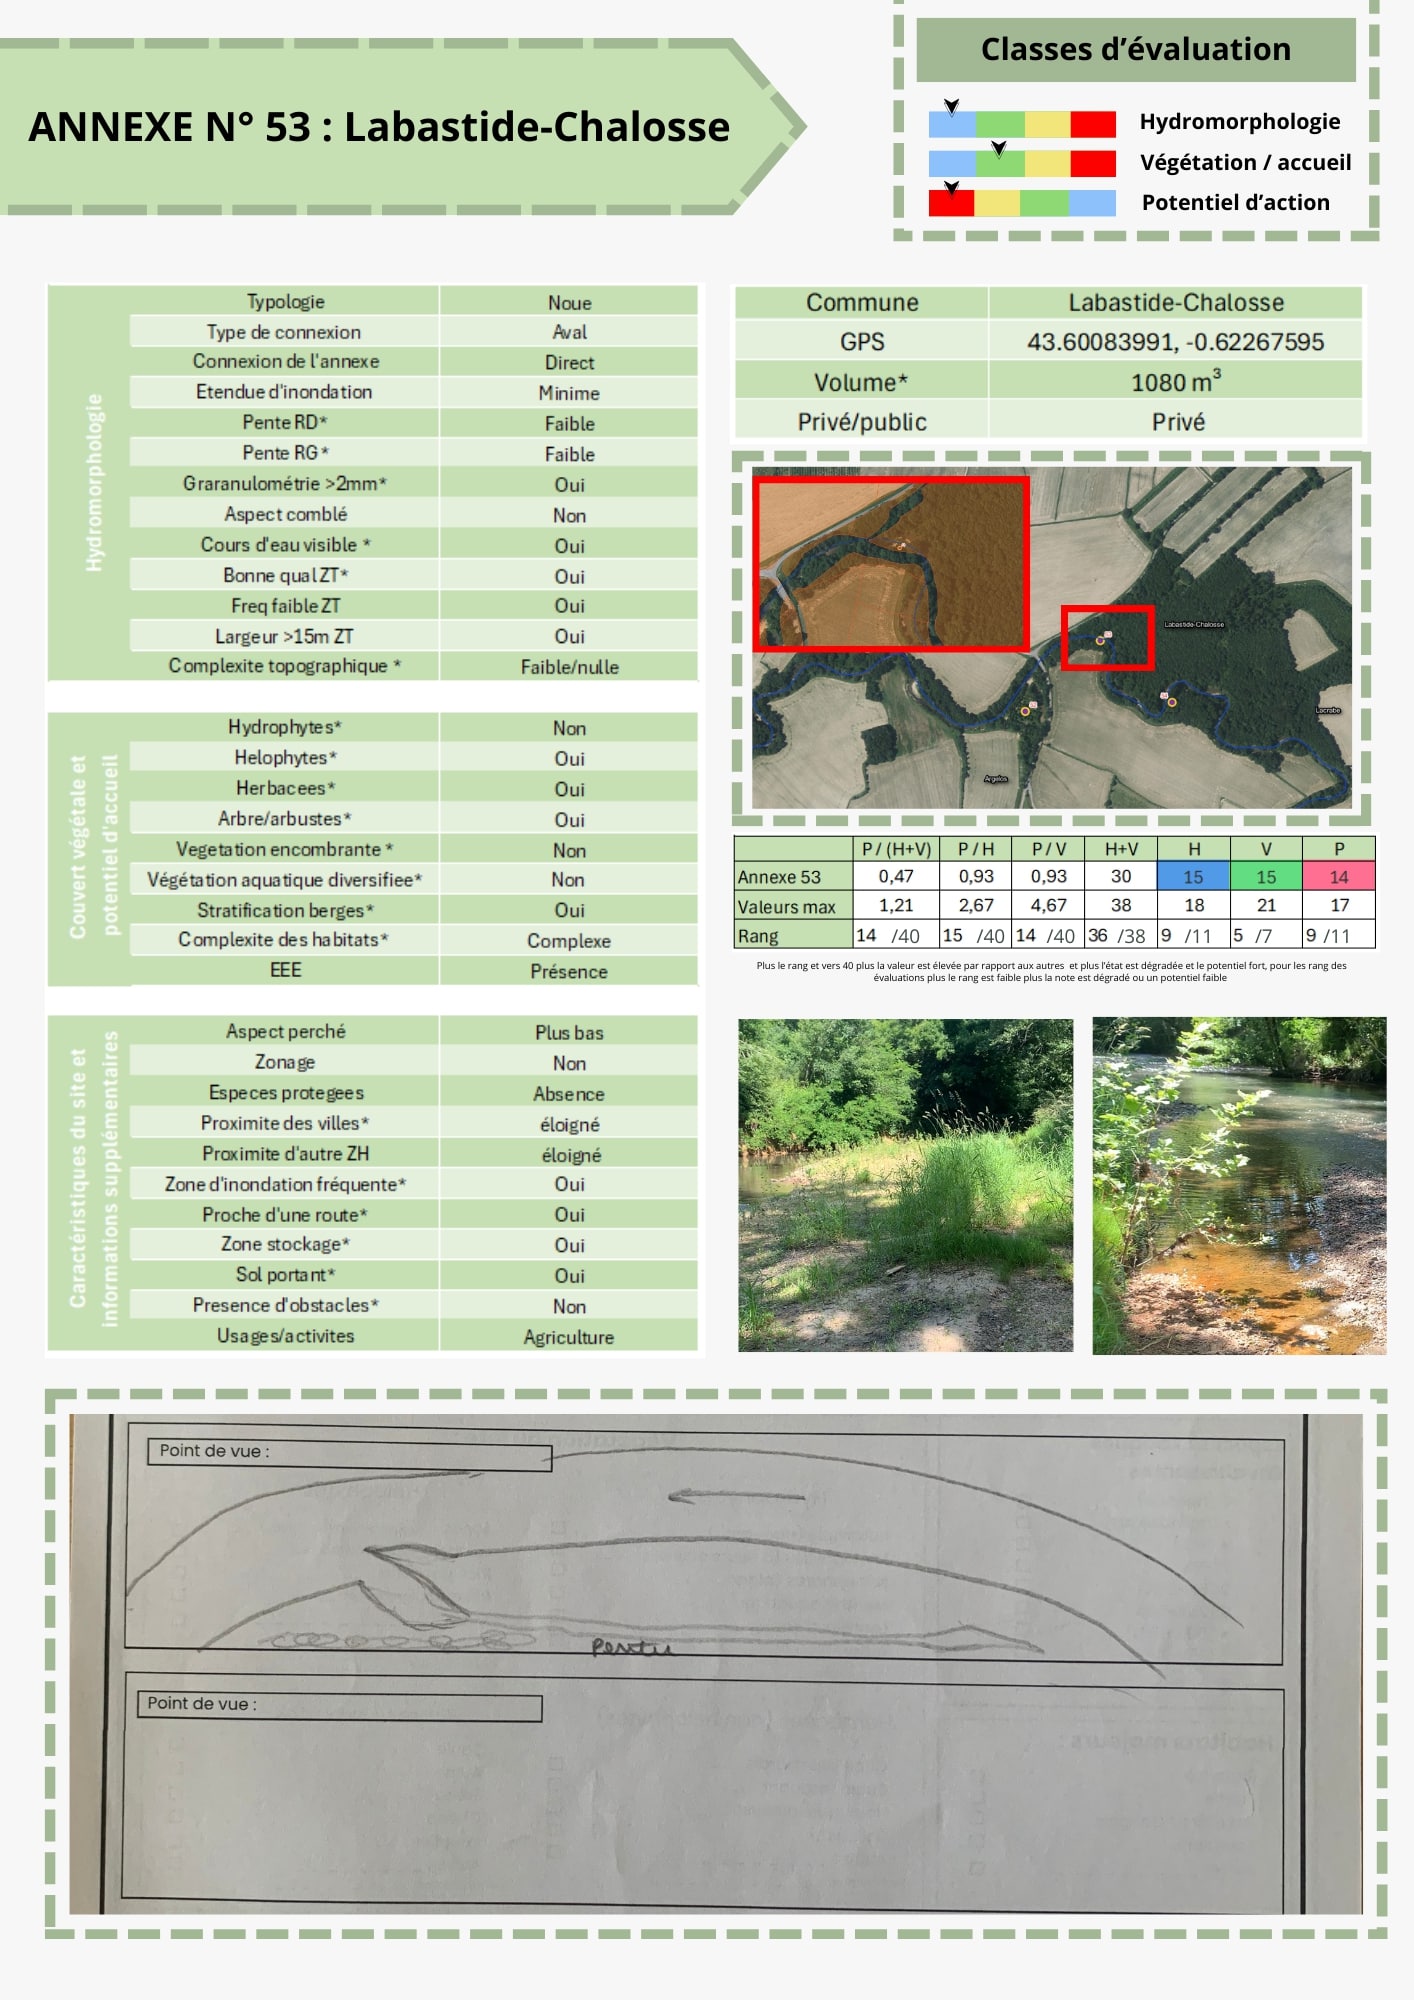 ANNEXE N° 53 : Labastide-Chalosse
Classes d’évaluation
Hydromorphologie
Végétation / accueil
Potentiel d’action
Hydromorphologie
Typologie Noue
Type de connexion Aval
Connexion de l'annexe Direct
Etendue d'inondation Minime
Pente RD* Faible
Pente RG* Faible
Graranulométrie >2mm* Oui
Aspect comblé Non
Cours d'eau visible * Oui
Bonne qual ZT* Oui
Freq faible ZT Oui
Largeur >15m ZT Oui
Complexite topographique * Faible/nulle
Couvert végétale et
potentiel d'accueil
Hydrophytes* Non
Helophytes* Oui
Herbacees* Oui
Arbre/arbustes* Oui
Vegetation encombrante * Non
Végétation aquatique diversifiee* Non
Stratification berges* Oui
Complexite des habitats* Complexe
EEE Présence
Caractéristiques du site et
informations supplémentaires
Aspect perché Plus bas
Zonage Non
Especes protegees Absence
Proximite des villes* éloigné
Proximite d'autre ZH éloigné
Zone d'inondation fréquente* Oui
Proche d'une route* Oui
Zone stockage* Oui
Sol portant* Oui
Presence d'obstacles* Non
Usages/activites Agriculture
Commune Labastide-Chalosse
GPS 43.60083991, -0.62267595
Volume* 1080 m³
Privé/public Privé
Labastide-Chalosse
Lacrabe
Argelos
P / (H+V) P / H P / V H+V H V P
Annexe 53 0,47 0,93 0,93 30 15 15 14
Valeurs max 1,21 2,67 4,67 38 18 21 17
Rang 14 /40 15 /40 14 /40 36 /38 9 /11 5 /7 9 /11
Plus le rang et vers 40 plus la valeur est élevée par rapport aux autres et plus l'état est dégradée et le potentiel fort, pour les rang des
évaluations plus le rang est faible plus la note est dégradé ou un potentiel faible
Point de vue :
Point de vue :